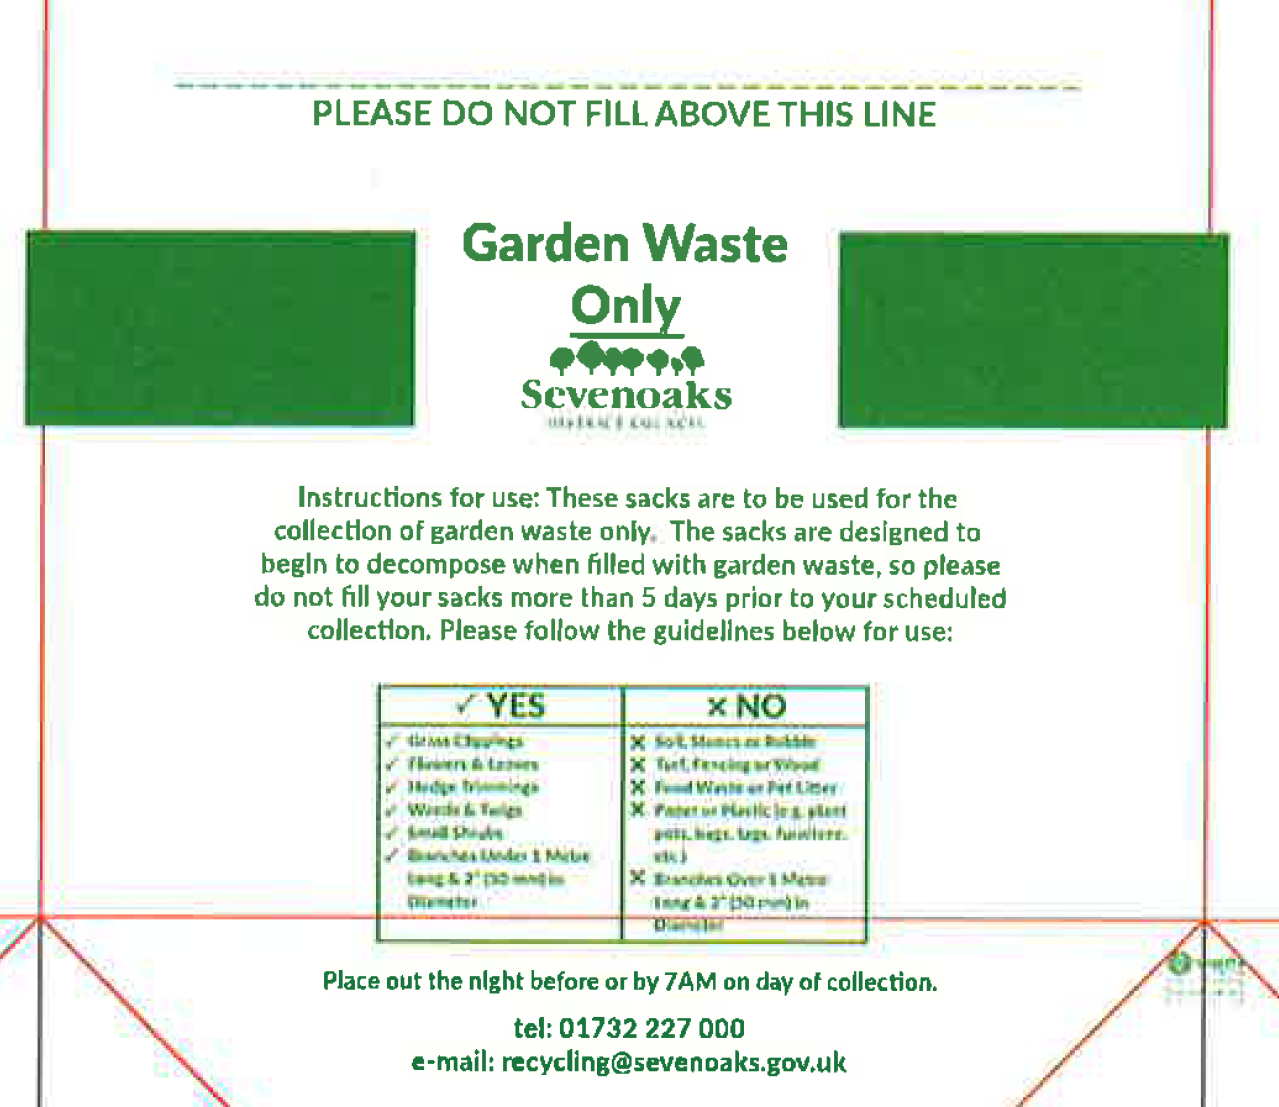 PLEASE DO NOT FILL ABOVE THIS LINE
Garden Waste
Only
Sevenoaks
DISTRICT COUNCIL
Instructions for use: These sacks are to be used for the
collection of garden waste only. The sacks are designed to
begin to decompose when filled with garden waste, so please
do not fill your sacks more than 5 days prior to your scheduled
collection. Please follow the guidelines below for use:
✓ YES
✓ Grass Clippings
✓ Flowers & Leaves
✓ Hedge Trimmings
✓ Weeds & Twigs
✓ Small Shrubs
✓ Branches Under 1 Metre
Long & 2" (50 mm) in
Diameter
× NO
× Soil, Stones or Rubble
× Turf, Fencing or Wood
× Food Waste or Pet Litter
× Paper or Plastic (e.g. plant
pots, bags, tags, furniture,
etc.)
× Branches Over 1 Metre
Long & 2" (50 mm) in
Diameter
Place out the night before or by 7AM on day of collection.
tel: 01732 227 000
e-mail: recycling@sevenoaks.gov.uk